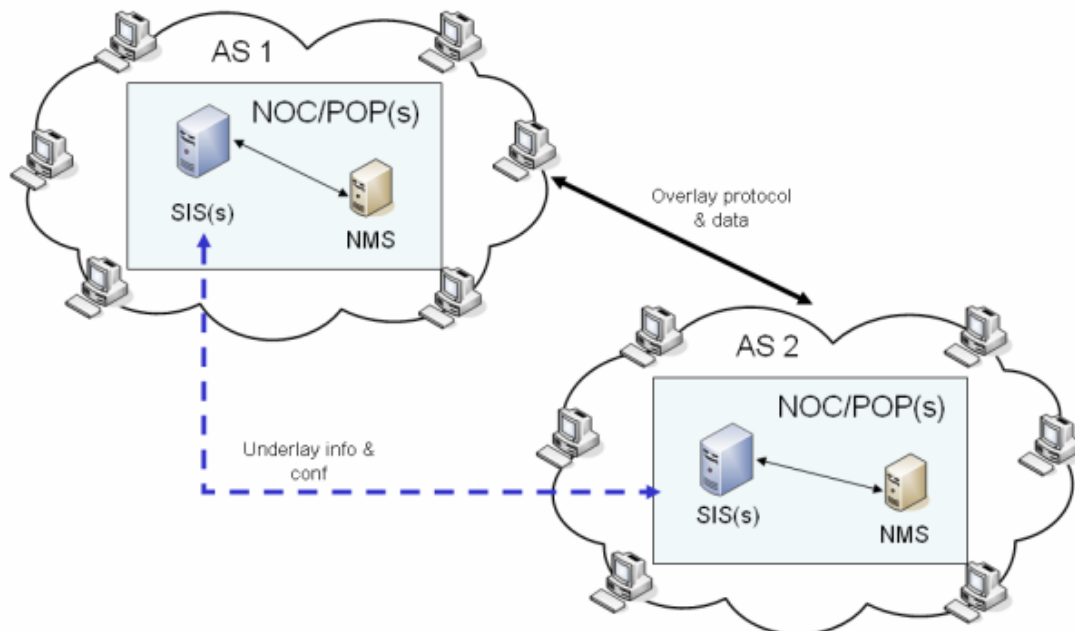 AS 1
NOC/POP(s)
SIS(s)
NMS
Overlay protocol
& data
AS 2
NOC/POP(s)
Underlay info &
conf
SIS(s)
NMS